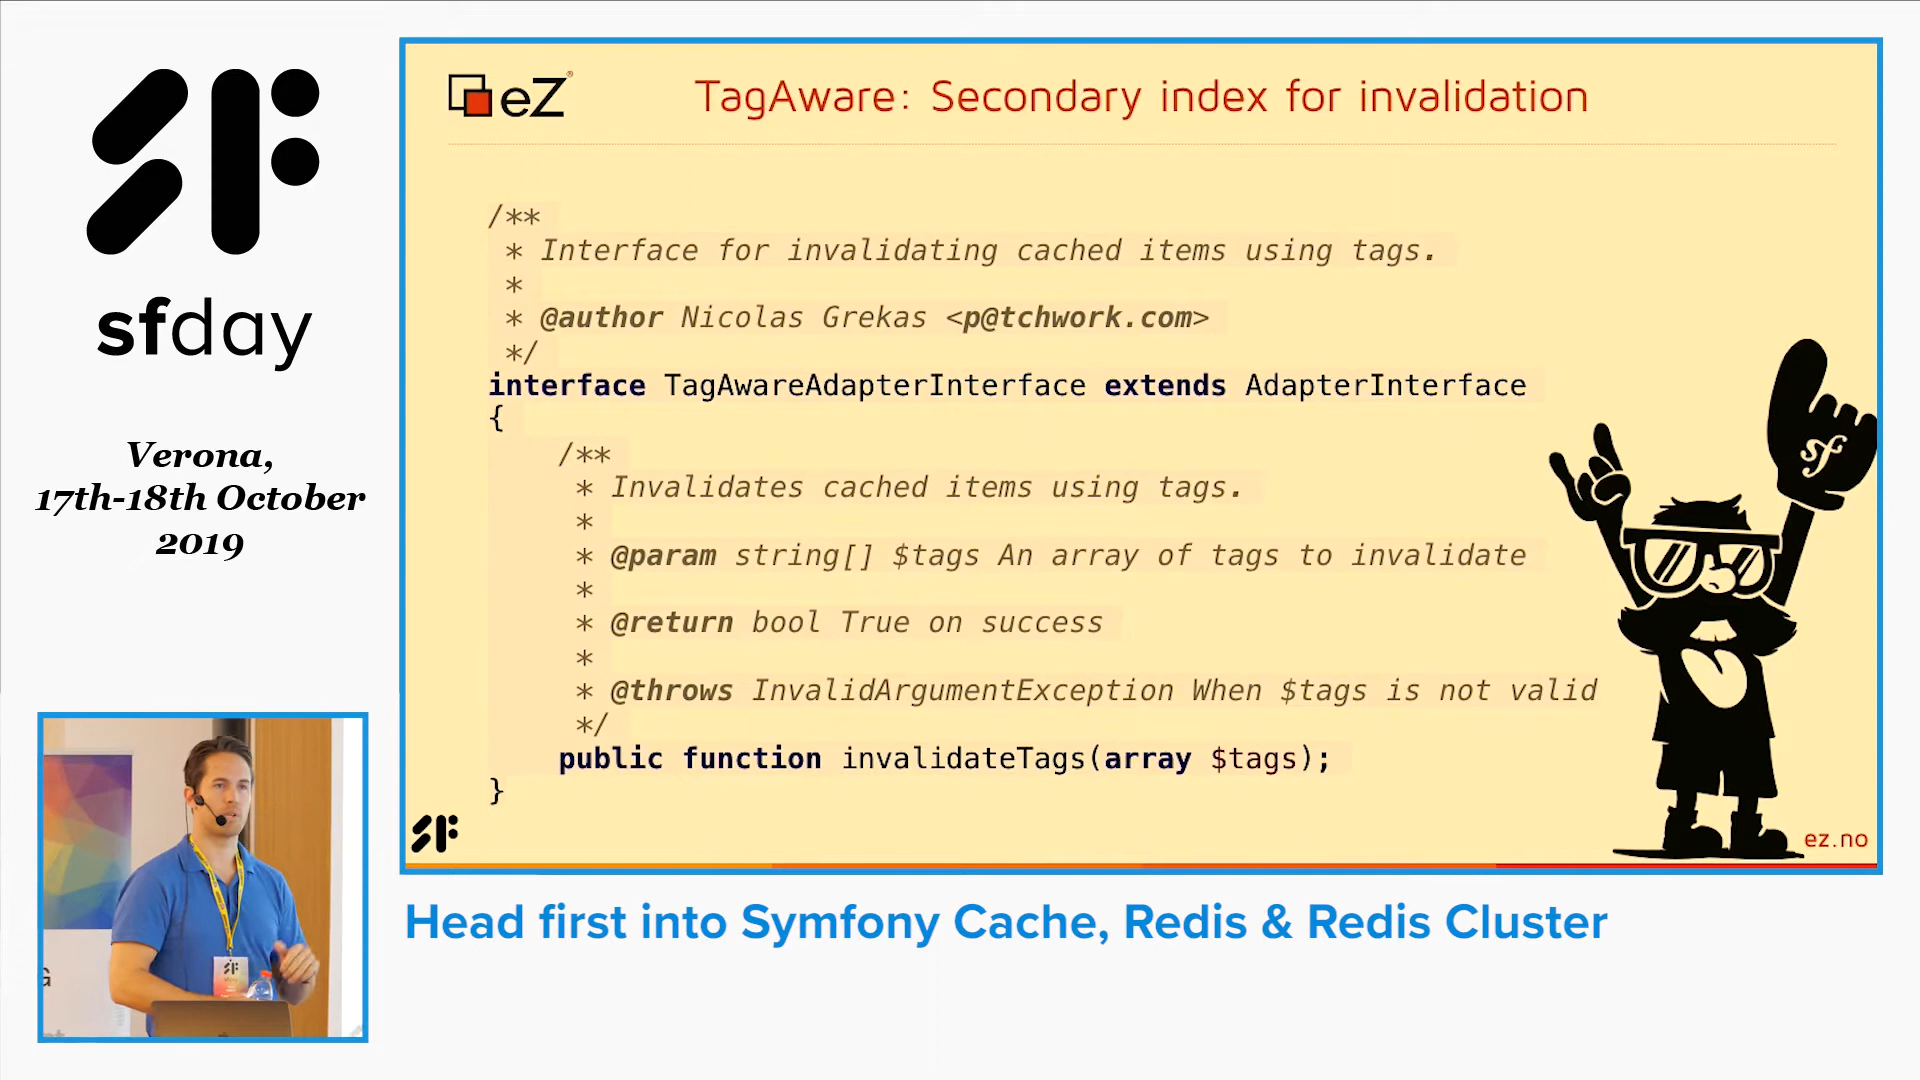 SF
sfday
Verona,
17th-18th October
2019
eZ
TagAware: Secondary index for invalidation
/**
* Interface for invalidating cached items using tags.
*
* @author Nicolas Grekas <p@tchwork.com>
*/
interface TagAwareAdapterInterface extends AdapterInterface
{
/**
* Invalidates cached items using tags.
*
* @param string[] $tags An array of tags to invalidate
*
* @return bool True on success
*
* @throws InvalidArgumentException When $tags is not valid
*/
public function invalidateTags(array $tags);
}
sf
SF
ez.no
Head first into Symfony Cache, Redis & Redis Cluster